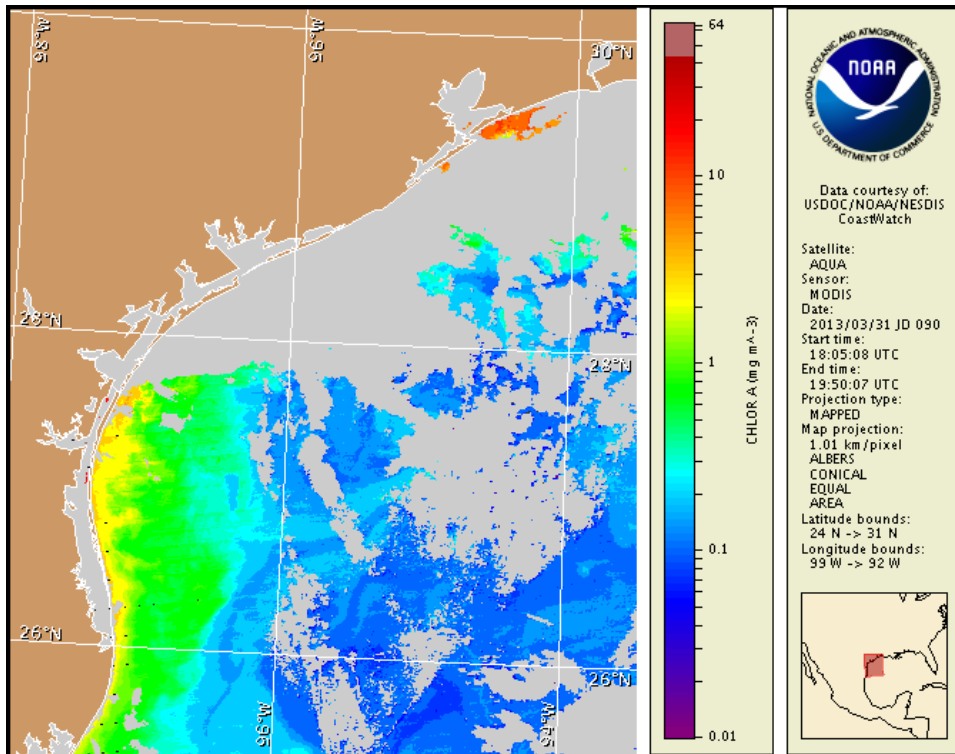 98°W
96°W
30°N
28°N
28°N
26°N
26°N
96°W
94°W
64
10
1
0.1
0.01
CHLOR A (mg m^-3)
NATIONAL OCEANIC AND ATMOSPHERIC ADMINISTRATION
NOAA
U.S. DEPARTMENT OF COMMERCE
Data courtesy of:
USDOC/NOAA/NESDIS
CoastWatch
Satellite:
AQUA
Sensor:
MODIS
Date:
2013/03/31 JD 090
Start time:
18:05:08 UTC
End time:
19:50:07 UTC
Projection type:
MAPPED
Map projection:
1.01 km/pixel
ALBERS
CONICAL
EQUAL
AREA
Latitude bounds:
24 N -> 31 N
Longitude bounds:
99 W -> 92 W